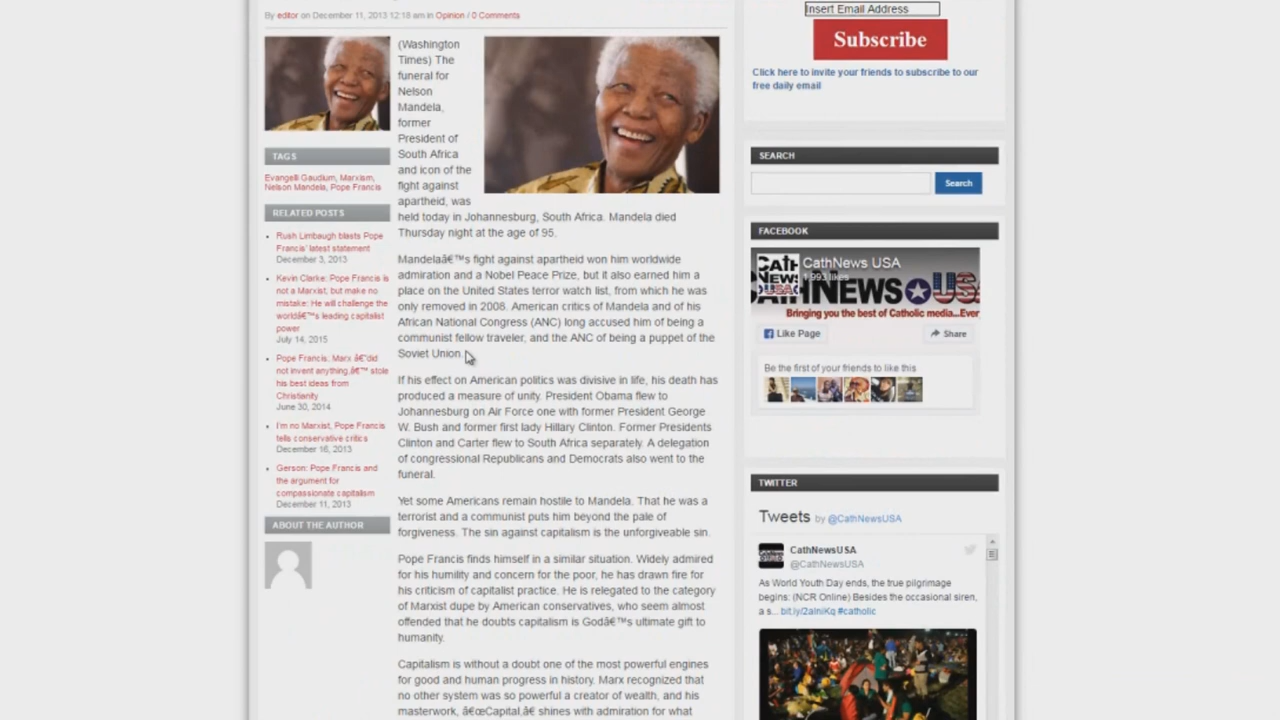 By editor on December 11, 2013 12:18 am in Opinion / 0 Comments
(Washington
Times) The
funeral for
Nelson
Mandela,
former
President of
South Africa
and icon of the
fight against
apartheid, was
held today in Johannesburg, South Africa. Mandela died
Thursday night at the age of 95.
Mandelaâ€™s fight against apartheid won him worldwide
admiration and a Nobel Peace Prize, but it also earned him a
place on the United States terror watch list, from which he was
only removed in 2008. American critics of Mandela and of his
African National Congress (ANC) long accused him of being a
communist fellow traveler, and the ANC of being a puppet of the
Soviet Union.
If his effect on American politics was divisive in life, his death has
produced a measure of unity. President Obama flew to
Johannesburg on Air Force one with former President George
W. Bush and former first lady Hillary Clinton. Former Presidents
Clinton and Carter flew to South Africa separately. A delegation
of congressional Republicans and Democrats also went to the
funeral.
Yet some Americans remain hostile to Mandela. That he was a
terrorist and a communist puts him beyond the pale of
forgiveness. The sin against capitalism is the unforgiveable sin.
Pope Francis finds himself in a similar situation. Widely admired
for his humility and concern for the poor, he has drawn fire for
his criticism of capitalist practice. He is relegated to the category
of Marxist dupe by American conservatives, who seem almost
offended that he doubts capitalism is Godâ€™s ultimate gift to
humanity.
Capitalism is without a doubt one of the most powerful engines
for good and human progress in history. Marx recognized that
no other system was so powerful a creator of wealth, and his
masterwork, â€œCapital,â€ shines with admiration for what
TAGS
Evangelli Gaudium, Marxism,
Nelson Mandela, Pope Francis
RELATED POSTS
Rush Limbaugh blasts Pope
Francis' latest statement
December 3, 2013
Kevin Clarke: Pope Francis is
not a Marxist, but make no
mistake: He will challenge the
worldâ€™s leading capitalist
power
July 14, 2015
Pope Francis: Marx â€˜did
not invent anything,â€™ stole
his best ideas from
Christianity
June 30, 2014
I'm no Marxist, Pope Francis
tells conservative critics
December 16, 2013
Gerson: Pope Francis and
the argument for
compassionate capitalism
December 11, 2013
ABOUT THE AUTHOR
Insert Email Address
Subscribe
Click here to invite your friends to subscribe to our
free daily email
SEARCH
Search
FACEBOOK
CATH
NEWS
USA
CathNews USA
1,993 likes
CATHNEWS USA
Bringing you the best of Catholic media...Ever
Like Page
Share
Be the first of your friends to like this
TWITTER
Tweets by @CathNewsUSA
CathNewsUSA
@CathNewsUSA
As World Youth Day ends, the true pilgrimage
begins: (NCR Online) Besides the occasional siren,
a s... bit.ly/2alniKq #catholic